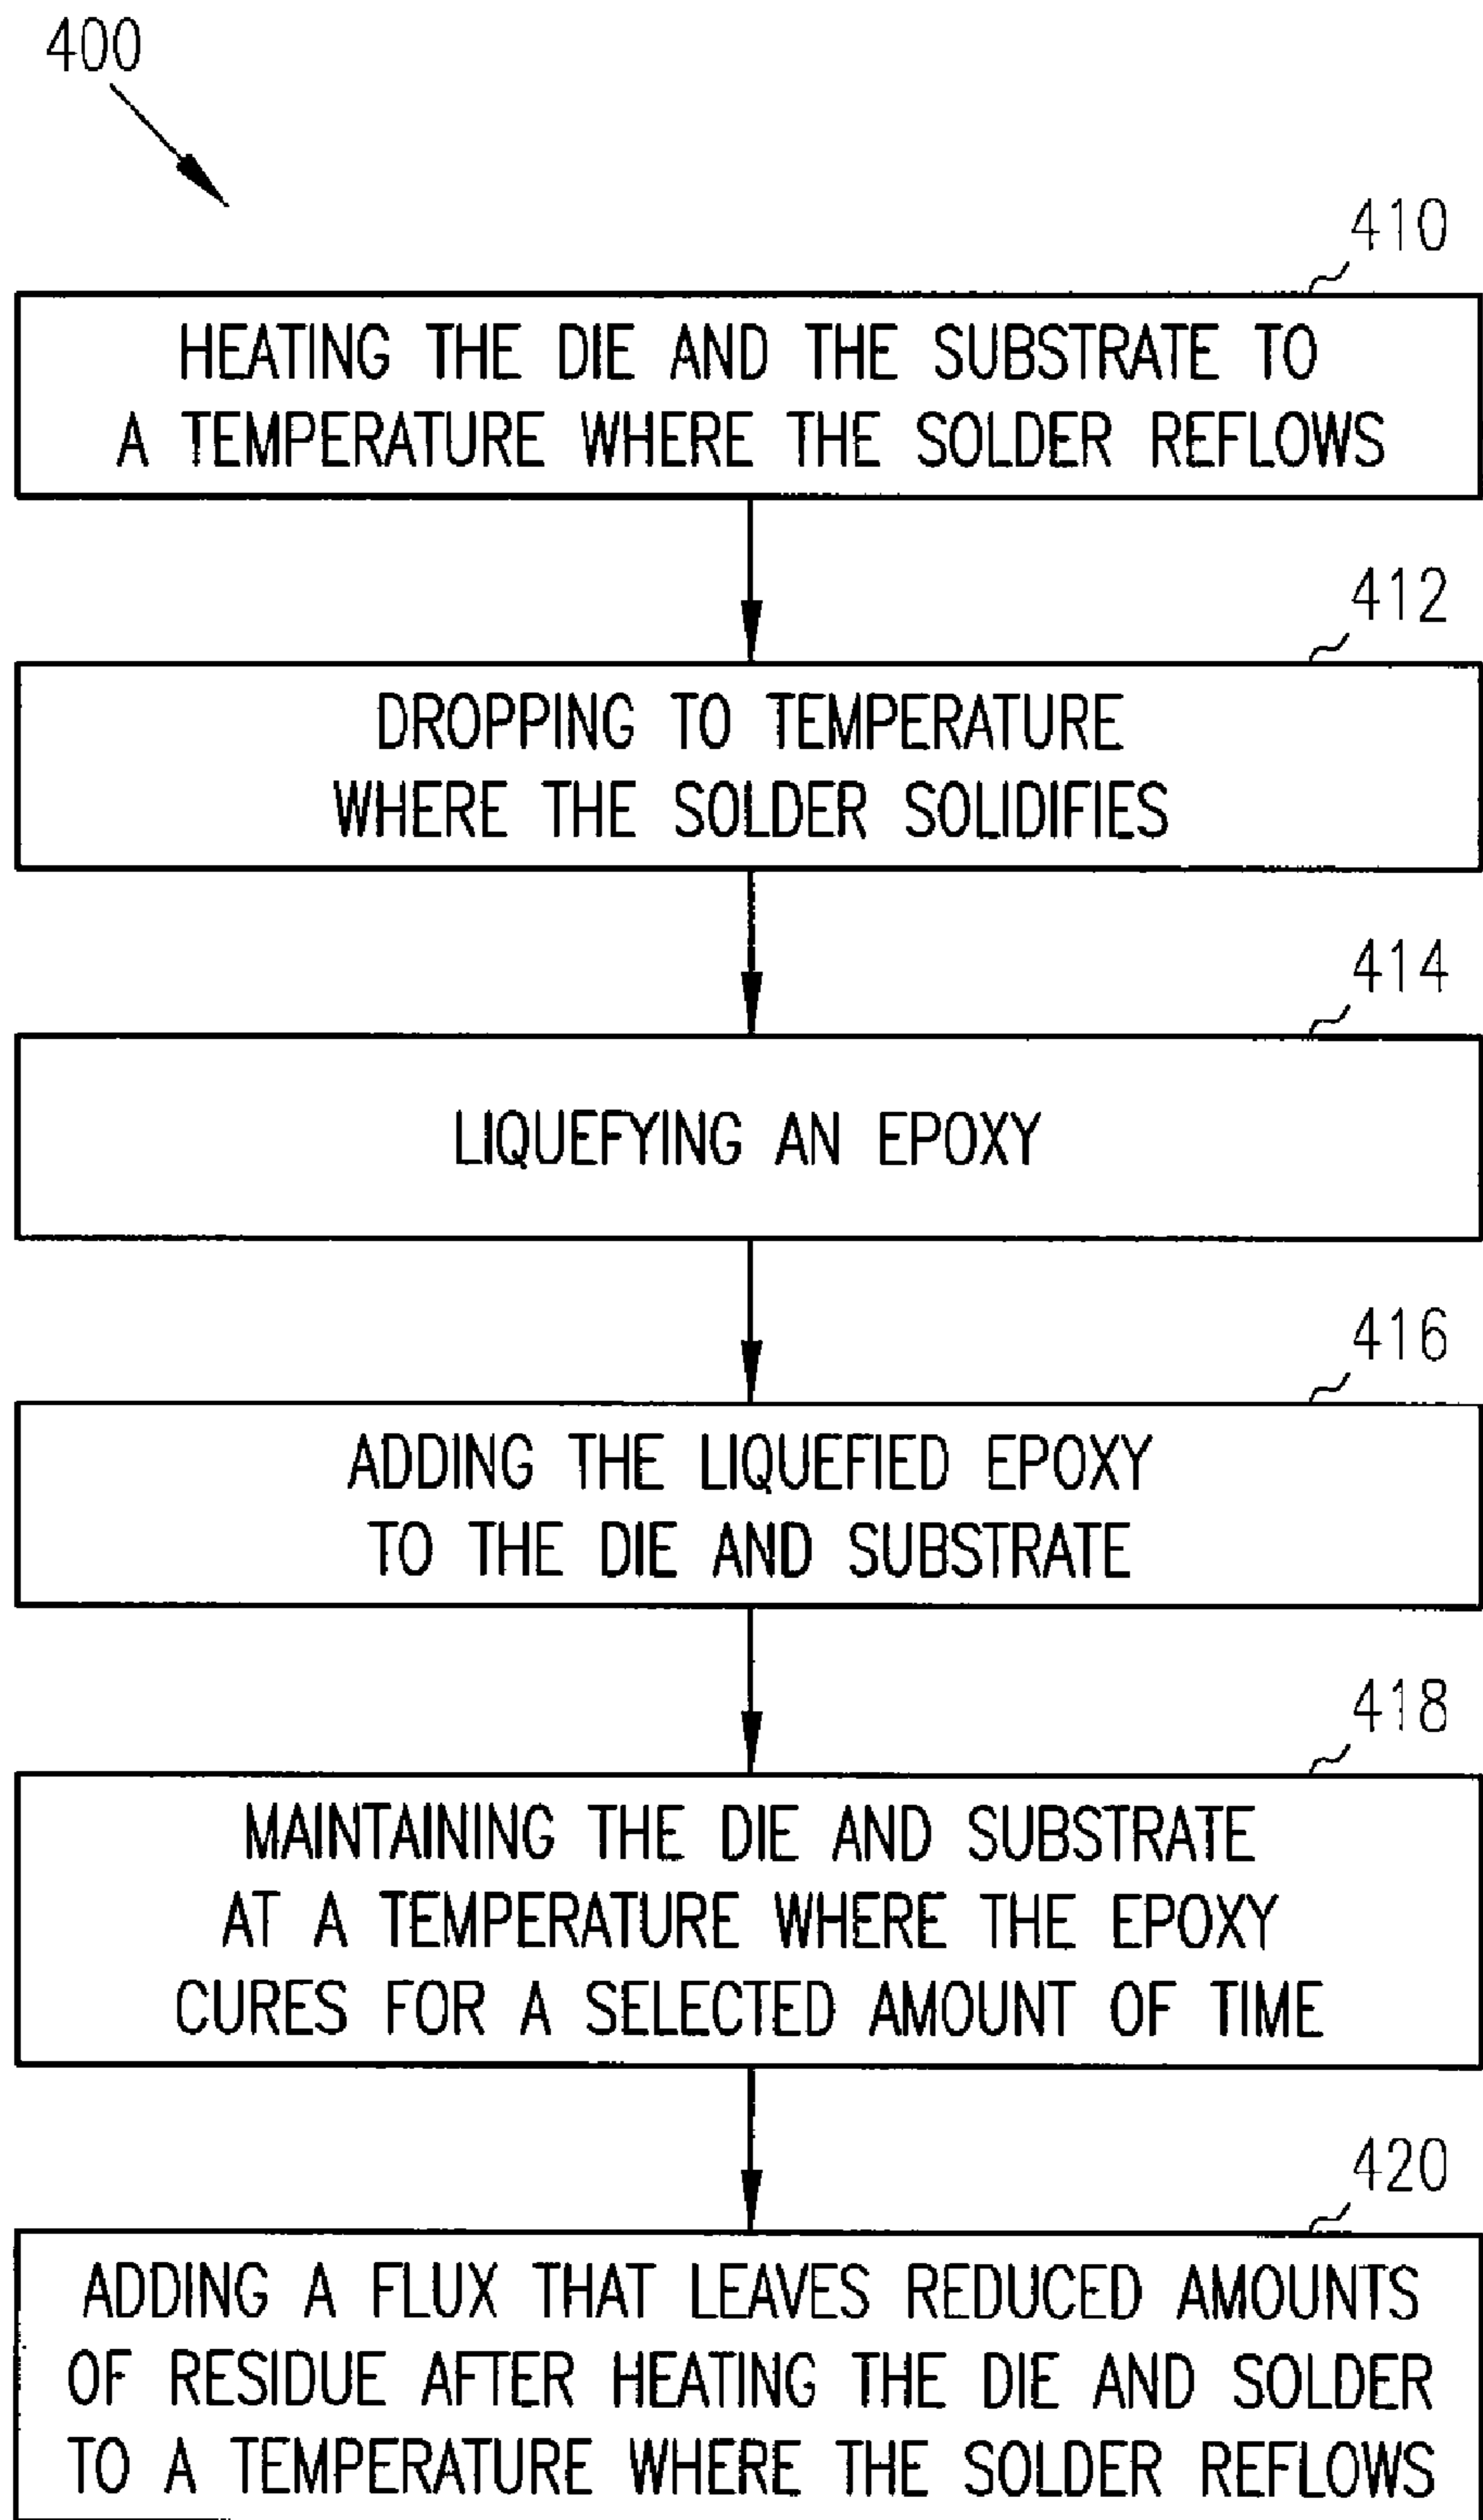 400
410
HEATING THE DIE AND THE SUBSTRATE TO
A TEMPERATURE WHERE THE SOLDER REFLOWS
412
DROPPING TO TEMPERATURE
WHERE THE SOLDER SOLIDIFIES
414
LIQUEFYING AN EPOXY
416
ADDING THE LIQUEFIED EPOXY
TO THE DIE AND SUBSTRATE
418
MAINTAINING THE DIE AND SUBSTRATE
AT A TEMPERATURE WHERE THE EPOXY
CURES FOR A SELECTED AMOUNT OF TIME
420
ADDING A FLUX THAT LEAVES REDUCED AMOUNTS
OF RESIDUE AFTER HEATING THE DIE AND SOLDER
TO A TEMPERATURE WHERE THE SOLDER REFLOWS